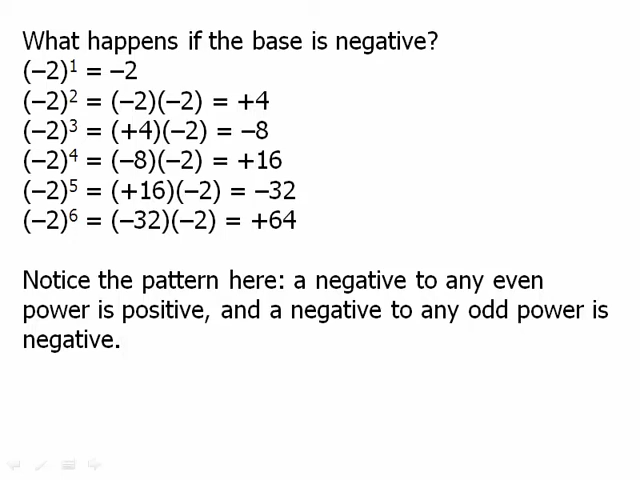 What happens if the base is negative?
(–2)¹ = –2
(–2)² = (–2)(–2) = +4
(–2)³ = (+4)(–2) = –8
(–2)⁴ = (–8)(–2) = +16
(–2)⁵ = (+16)(–2) = –32
(–2)⁶ = (–32)(–2) = +64
Notice the pattern here: a negative to any even
power is positive, and a negative to any odd power is
negative.